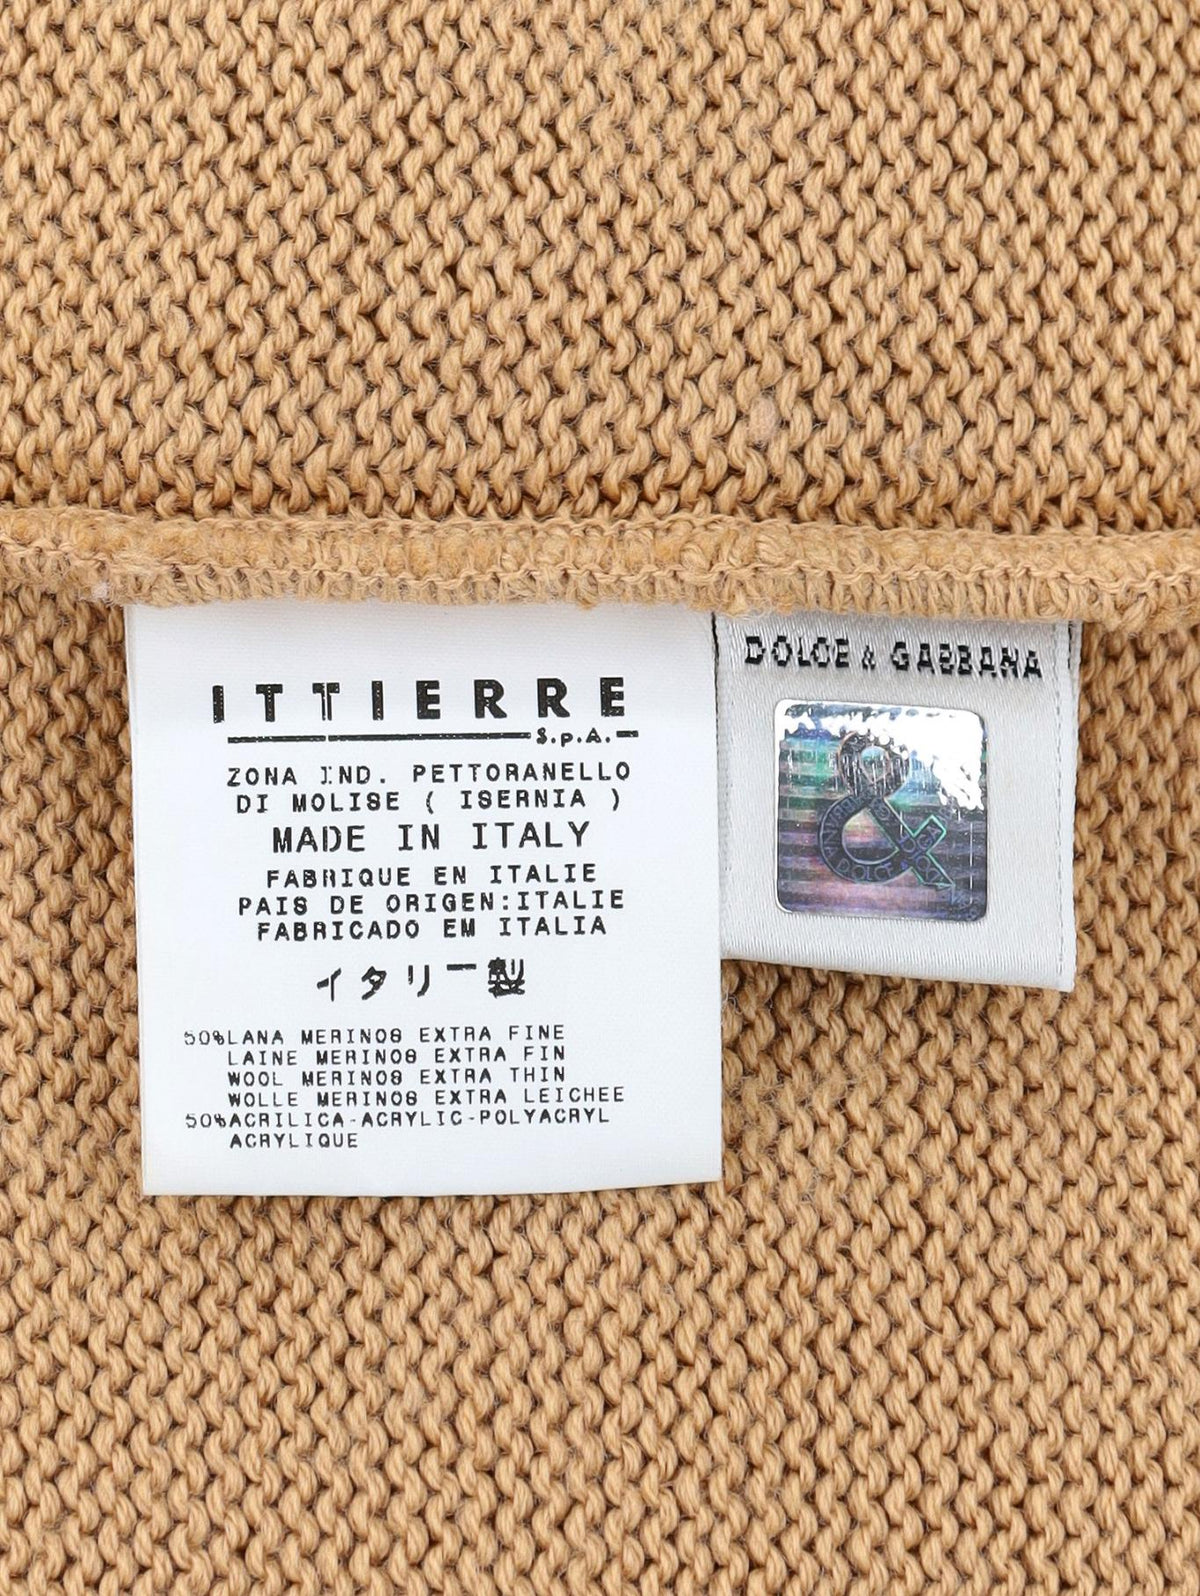 ITTIERRE
S.p.A.
ZONA IND. PETTORANELLO
DI MOLISE ( ISERNIA )
MADE IN ITALY
FABRIQUE EN ITALIE
PAIS DE ORIGEN:ITALIE
FABRICADO EM ITALIA
イタリー製
50%LANA MERINOS EXTRA FINE
LAINE MERINOS EXTRA FIN
WOOL MERINOS EXTRA THIN
WOLLE MERINOS EXTRA LEICHEE
50%ACRILICA-ACRYLIC-POLYACRYL
ACRYLIQUE
DOLCE & GABBANA
&
DOLCE